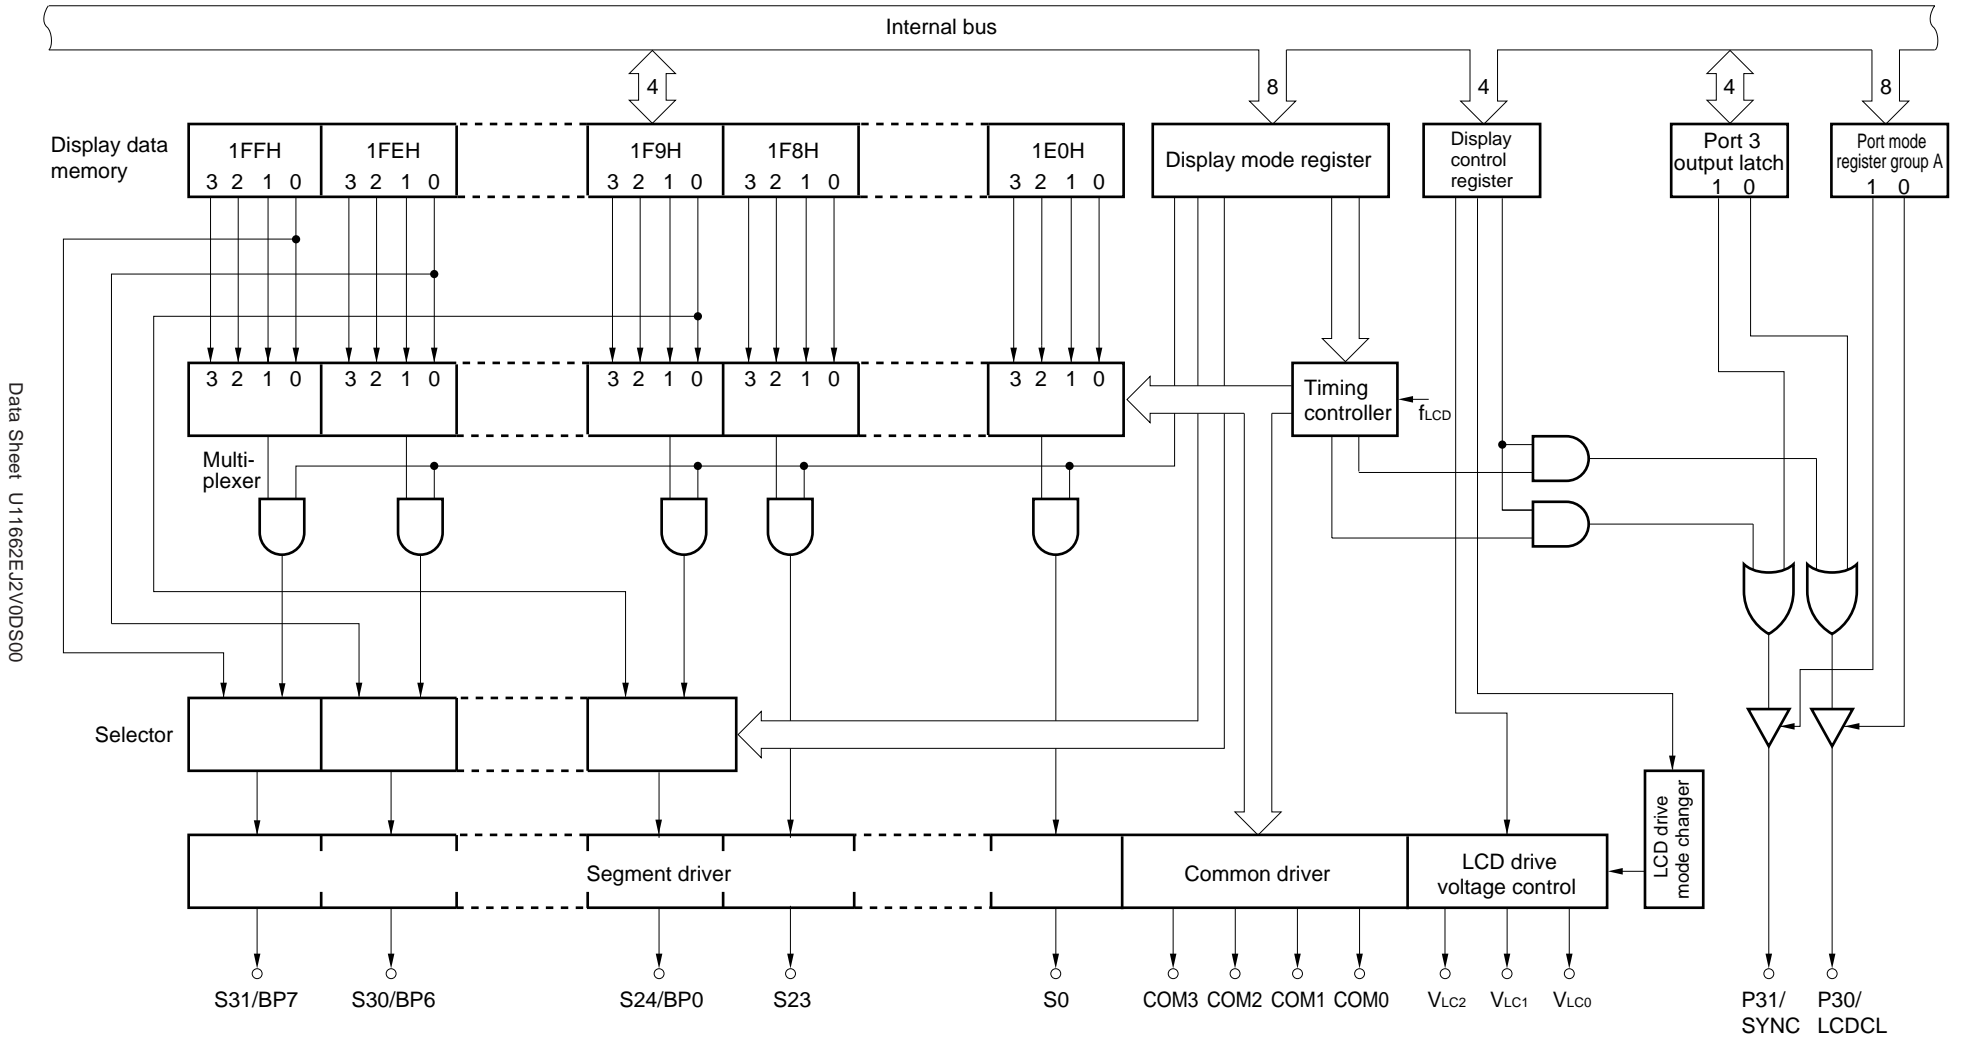 Internal bus
4
8
4
4
8
Display data
memory
1FFH
3 2 1 0
1FEH
3 2 1 0
1F9H
3 2 1 0
1F8H
3 2 1 0
1E0H
3 2 1 0
Display mode register
Display
control
register
Port 3
output latch
1 0
Port mode
register group A
1 0
3 2 1 0
3 2 1 0
3 2 1 0
3 2 1 0
3 2 1 0
Timing
controller
fLCD
Multi-
plexer
Selector
LCD drive
mode changer
Segment driver
Common driver
LCD drive
voltage control
S31/BP7
S30/BP6
S24/BP0
S23
S0
COM3
COM2
COM1
COM0
VLC2
VLC1
VLC0
P31/
SYNC
P30/
LCDCL
Data Sheet U11662EJ2V0DS00